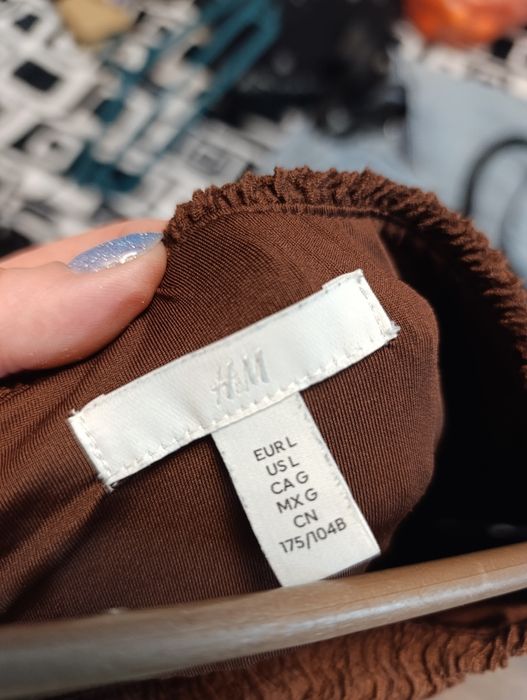 H&M
EUR L
US L
CA G
MX G
CN
175/104B